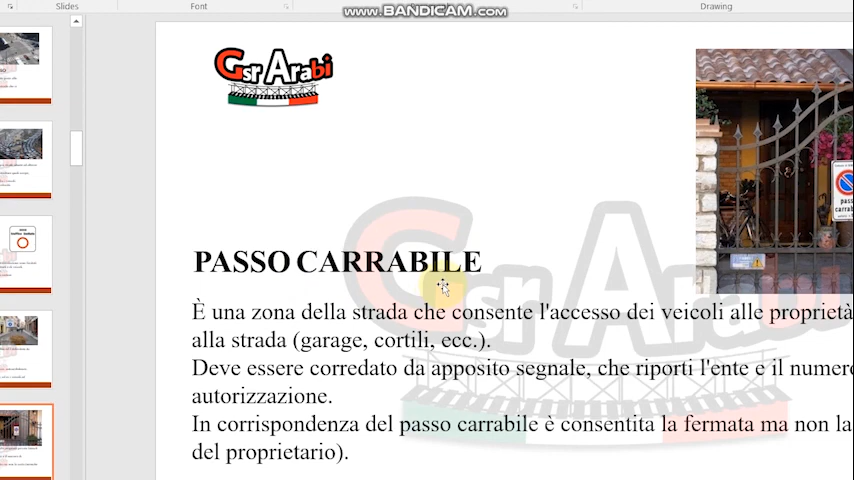 Slides
Font
Drawing
www.BANDICAM.com
Gsr Arabi
PASSO CARRABILE
È una zona della strada che consente l'accesso dei veicoli alle proprietà
alla strada (garage, cortili, ecc.).
Deve essere corredato da apposito segnale, che riporti l'ente e il numero
autorizzazione.
In corrispondenza del passo carrabile è consentita la fermata ma non la
del proprietario).
Gsr Arabi